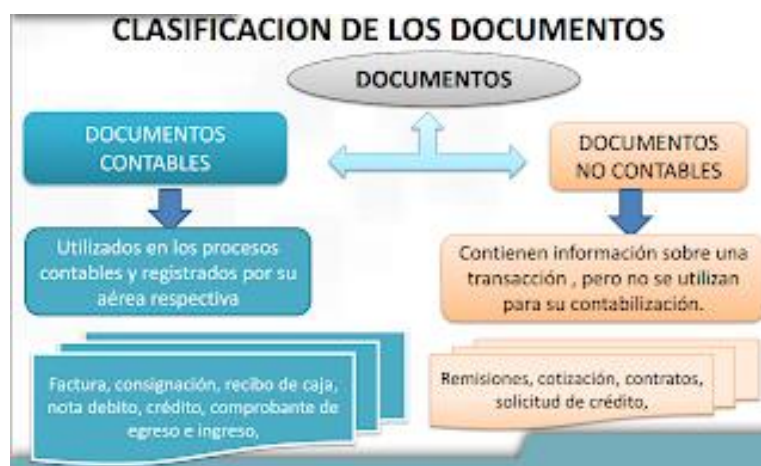 CLASIFICACION DE LOS DOCUMENTOS
DOCUMENTOS
DOCUMENTOS
CONTABLES
Utilizados en los procesos
contables y registrados por su
aérea respectiva
Factura, consignación, recibo de caja,
nota debito, crédito, comprobante de
egreso e ingreso,
DOCUMENTOS
NO CONTABLES
Contienen información sobre una
transacción , pero no se utilizan
para su contabilización.
Remisiones, cotización, contratos,
solicitud de crédito,